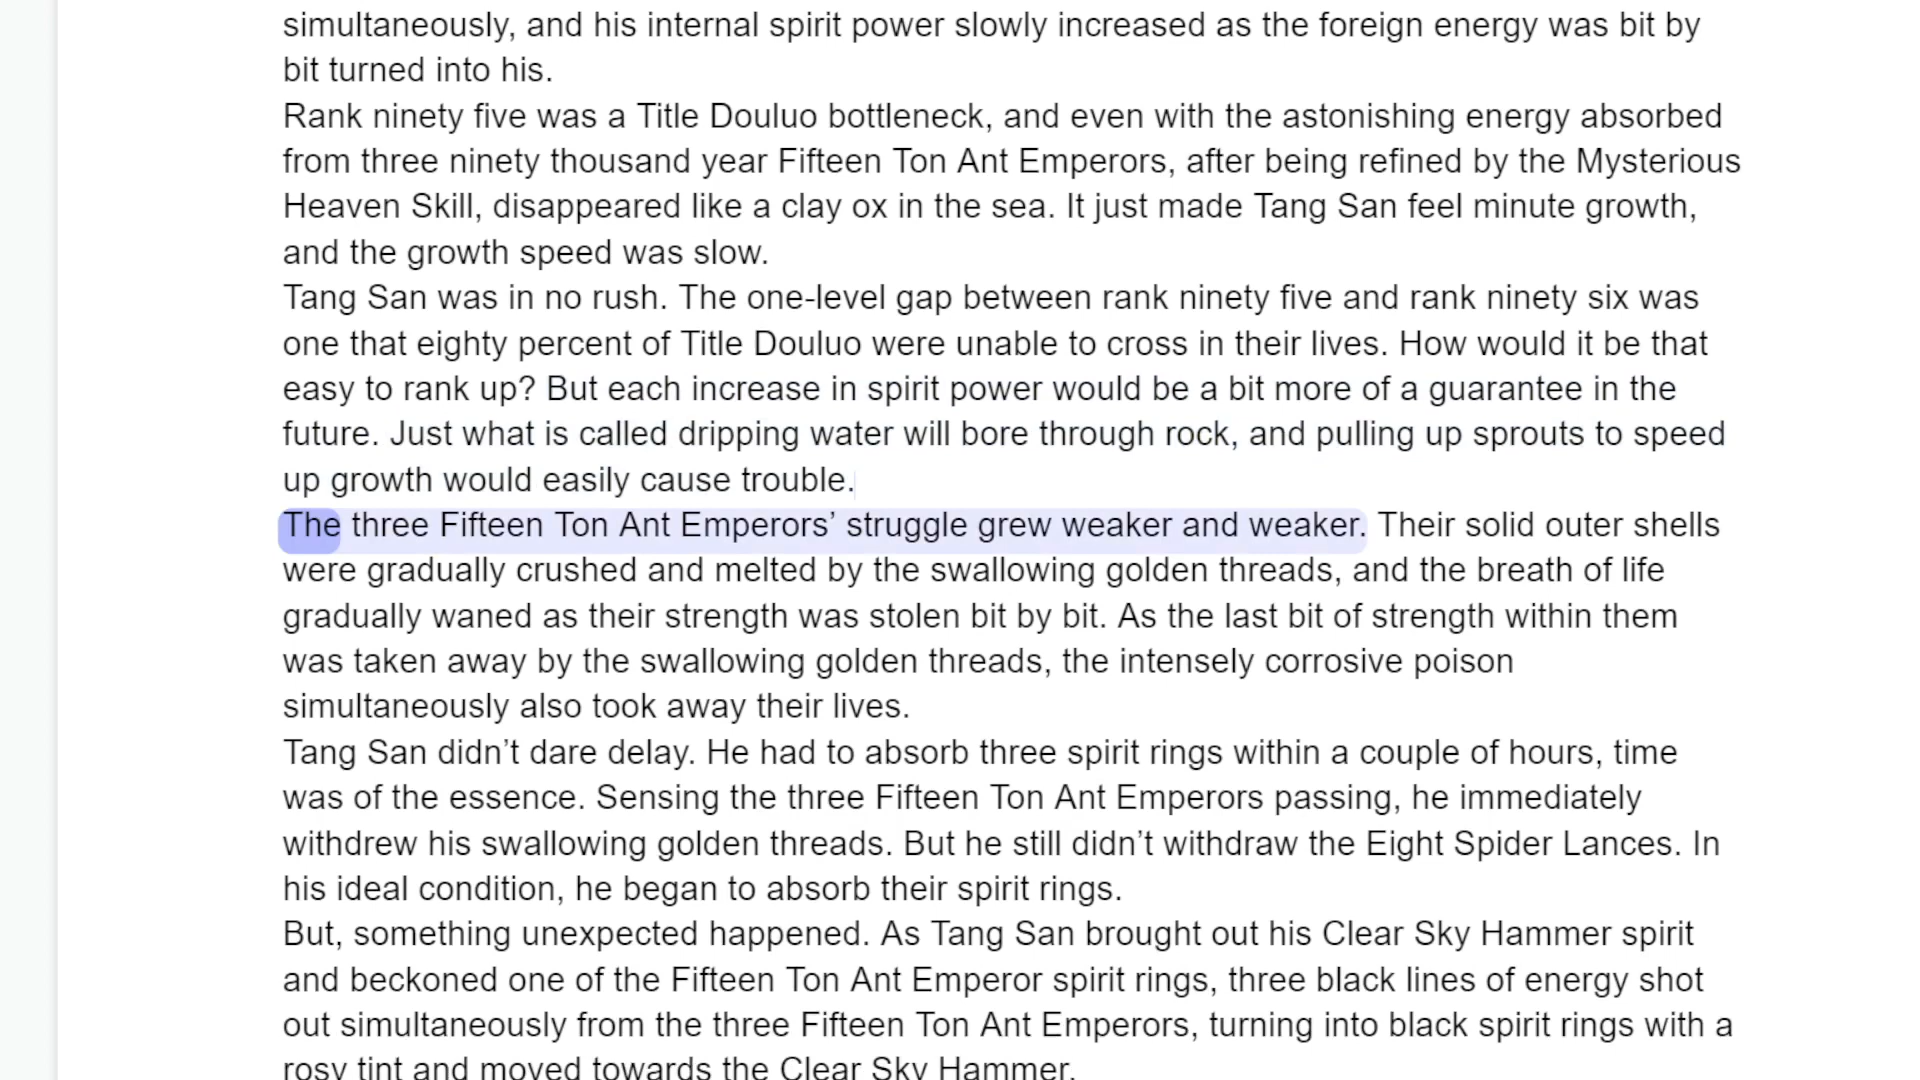 simultaneously, and his internal spirit power slowly increased as the foreign energy was bit by
bit turned into his.
Rank ninety five was a Title Douluo bottleneck, and even with the astonishing energy absorbed
from three ninety thousand year Fifteen Ton Ant Emperors, after being refined by the Mysterious
Heaven Skill, disappeared like a clay ox in the sea. It just made Tang San feel minute growth,
and the growth speed was slow.
Tang San was in no rush. The one-level gap between rank ninety five and rank ninety six was
one that eighty percent of Title Douluo were unable to cross in their lives. How would it be that
easy to rank up? But each increase in spirit power would be a bit more of a guarantee in the
future. Just what is called dripping water will bore through rock, and pulling up sprouts to speed
up growth would easily cause trouble.
The three Fifteen Ton Ant Emperors’ struggle grew weaker and weaker. Their solid outer shells
were gradually crushed and melted by the swallowing golden threads, and the breath of life
gradually waned as their strength was stolen bit by bit. As the last bit of strength within them
was taken away by the swallowing golden threads, the intensely corrosive poison
simultaneously also took away their lives.
Tang San didn’t dare delay. He had to absorb three spirit rings within a couple of hours, time
was of the essence. Sensing the three Fifteen Ton Ant Emperors passing, he immediately
withdrew his swallowing golden threads. But he still didn’t withdraw the Eight Spider Lances. In
his ideal condition, he began to absorb their spirit rings.
But, something unexpected happened. As Tang San brought out his Clear Sky Hammer spirit
and beckoned one of the Fifteen Ton Ant Emperor spirit rings, three black lines of energy shot
out simultaneously from the three Fifteen Ton Ant Emperors, turning into black spirit rings with a
rosy tint and moved towards the Clear Sky Hammer.